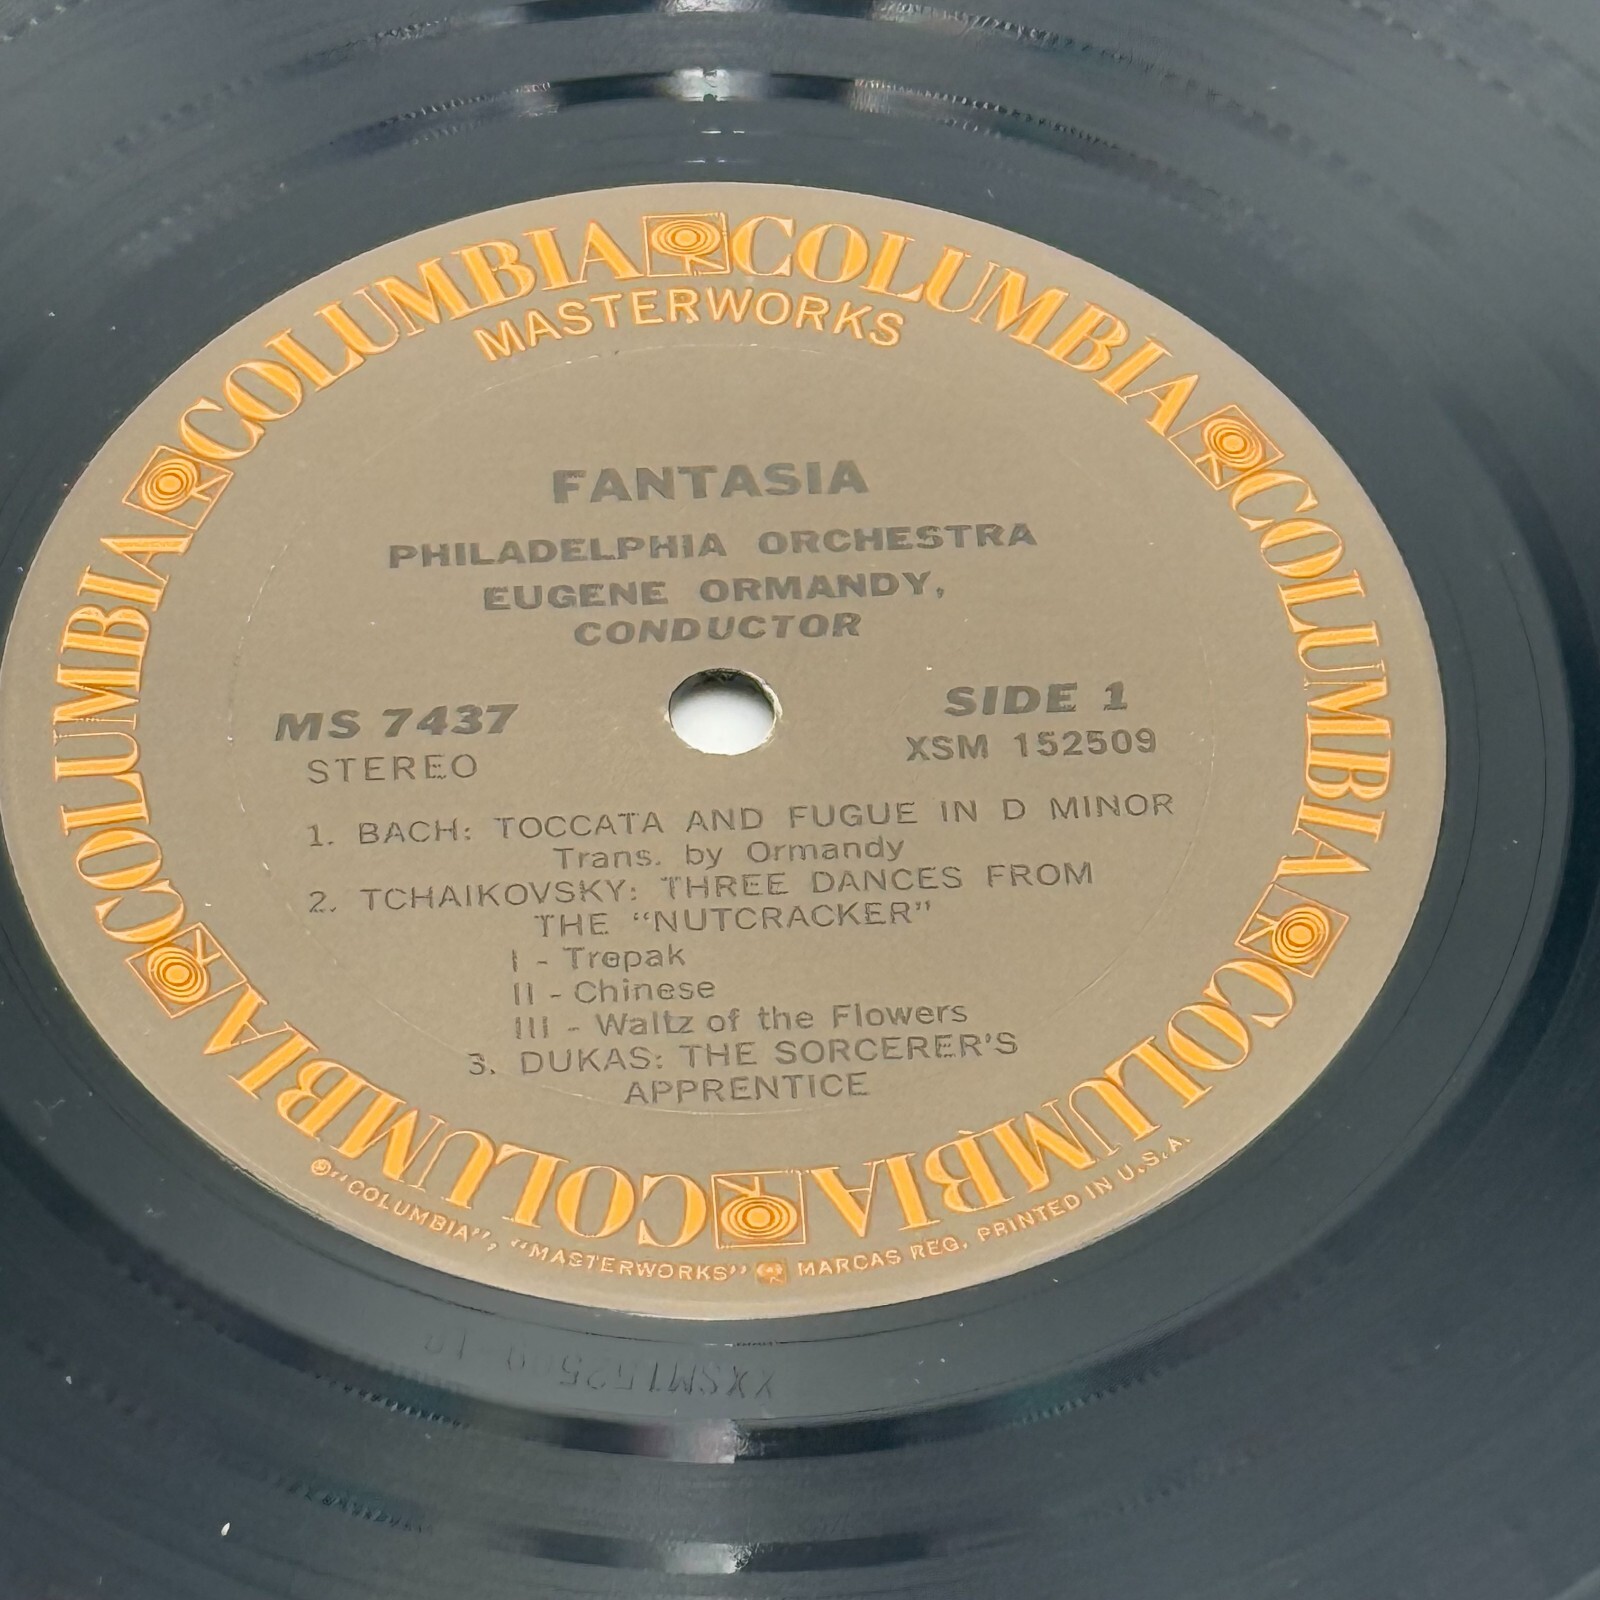 COLUMBIA COLUMBIA COLUMBIA COLUMBIA COLUMBIA COLUMBIA
MASTERWORKS
FANTASIA
PHILADELPHIA ORCHESTRA
EUGENE ORMANDY,
CONDUCTOR
MS 7437
STEREO
SIDE 1
XSM 152509
1. BACH: TOCCATA AND FUGUE IN D MINOR
Trans. by Ormandy
2. TCHAIKOVSKY: THREE DANCES FROM
THE "NUTCRACKER"
I - Trepak
II - Chinese
III - Waltz of the Flowers
3. DUKAS: THE SORCERER'S
APPRENTICE
"COLUMBIA", "MASTERWORKS" MARCAS REG. PRINTED IN U.S.A.